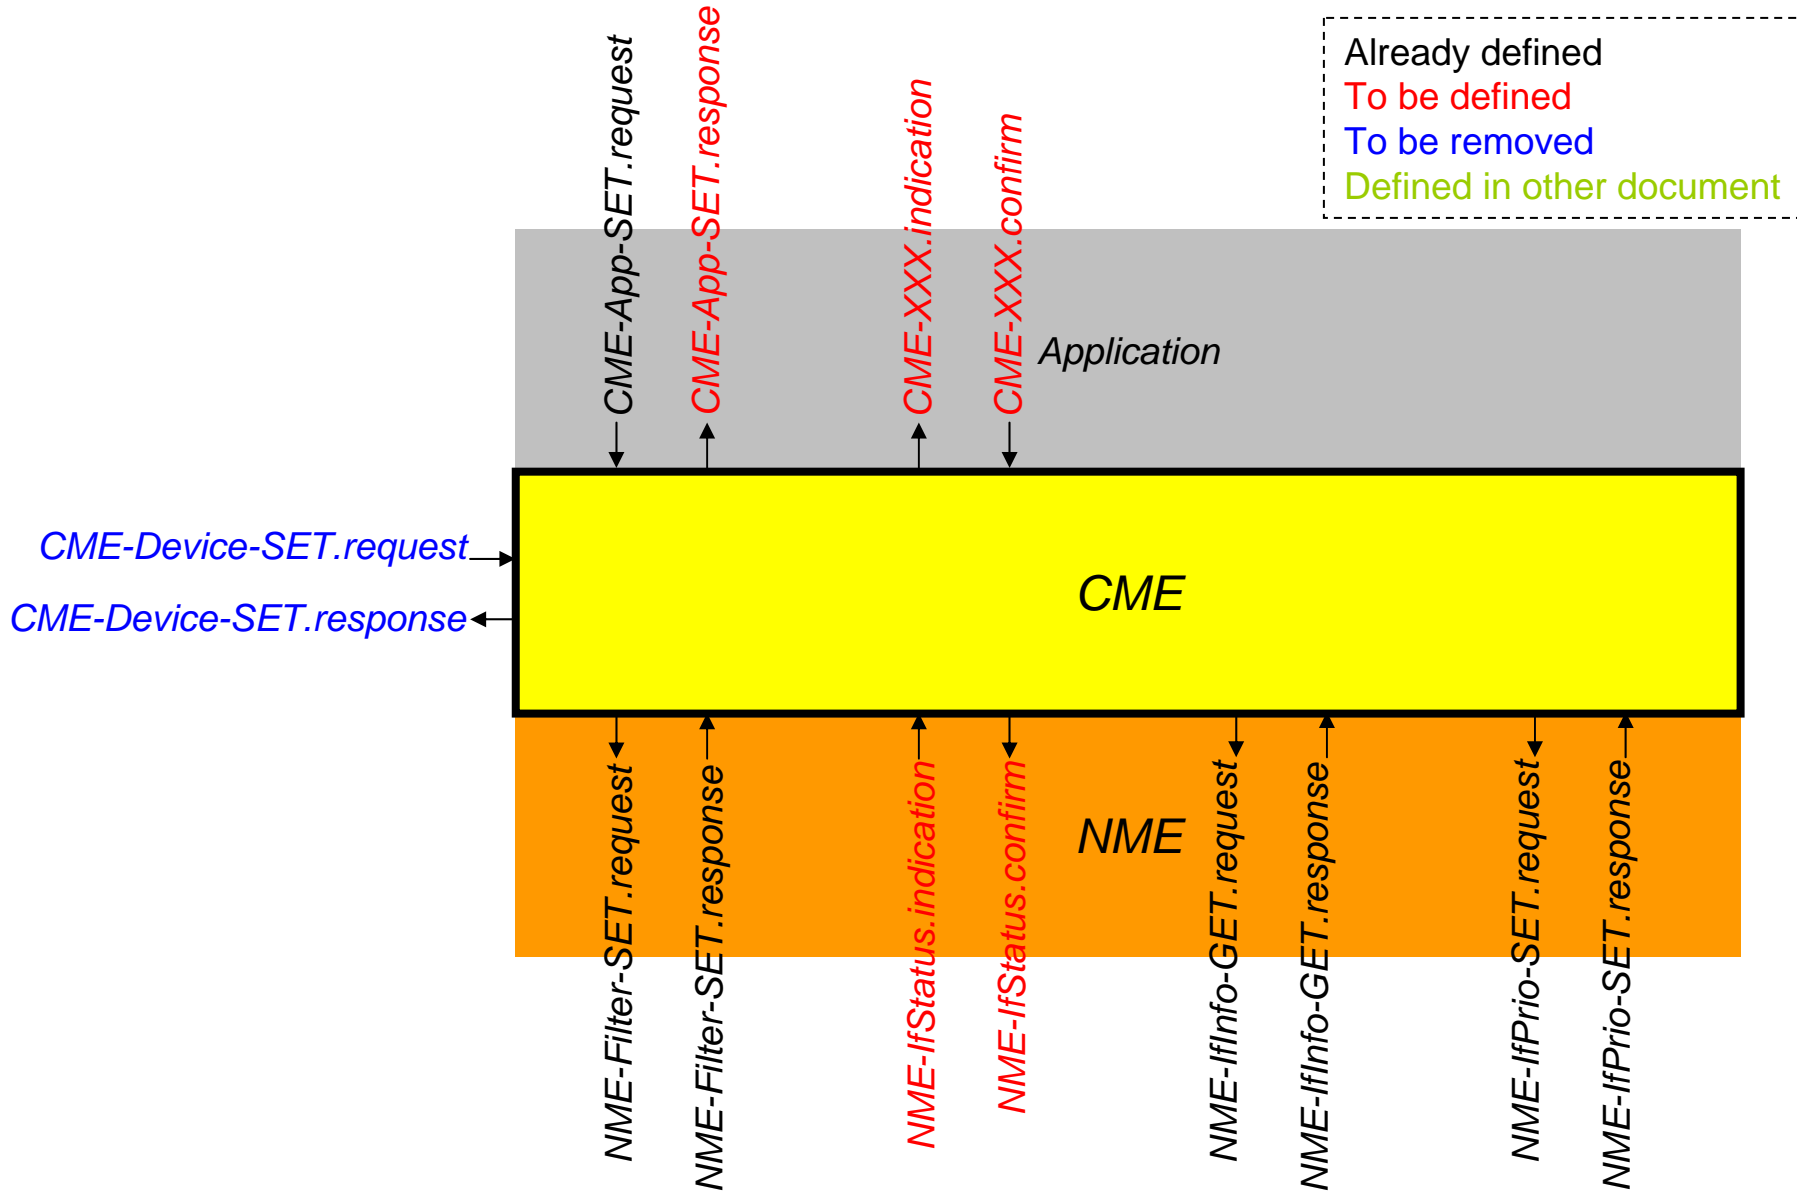 Already defined
To be defined
To be removed
Defined in other document
CME-App-SET.request
CME-App-SET.response
CME-XXX.indication
CME-XXX.confirm
Application
CME-Device-SET.request
CME-Device-SET.response
CME
NME
NME-Filter-SET.request
NME-Filter-SET.response
NME-IfStatus.indication
NME-IfStatus.confirm
NME-IfInfo-GET.request
NME-IfInfo-GET.response
NME-IfPrio-SET.request
NME-IfPrio-SET.response